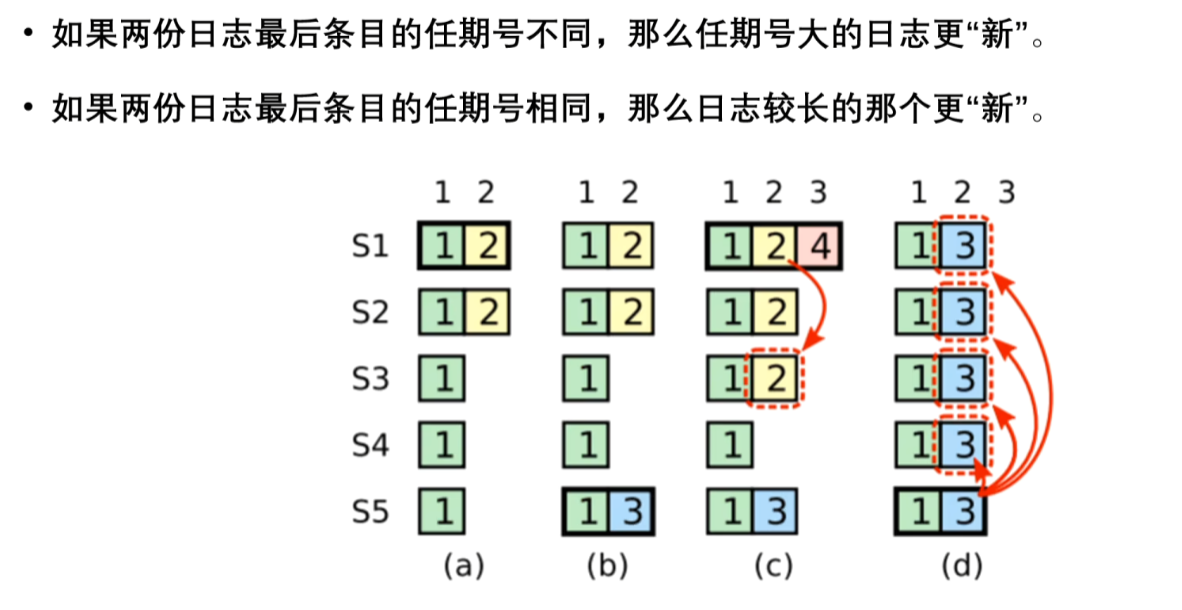 • 如果两份日志最后条目的任期号不同，那么任期号大的日志更“新”。
• 如果两份日志最后条目的任期号相同，那么日志较长的那个更“新”。
1 2 1 2 1 2 3 1 2 3
S1 1 2 1 2 1 2 4 1 3
S2 1 2 1 2 1 2 1 3
S3 1 1 1 2 1 3
S4 1 1 1 1 3
S5 1 1 3 1 3 1 3
(a) (b) (c) (d)